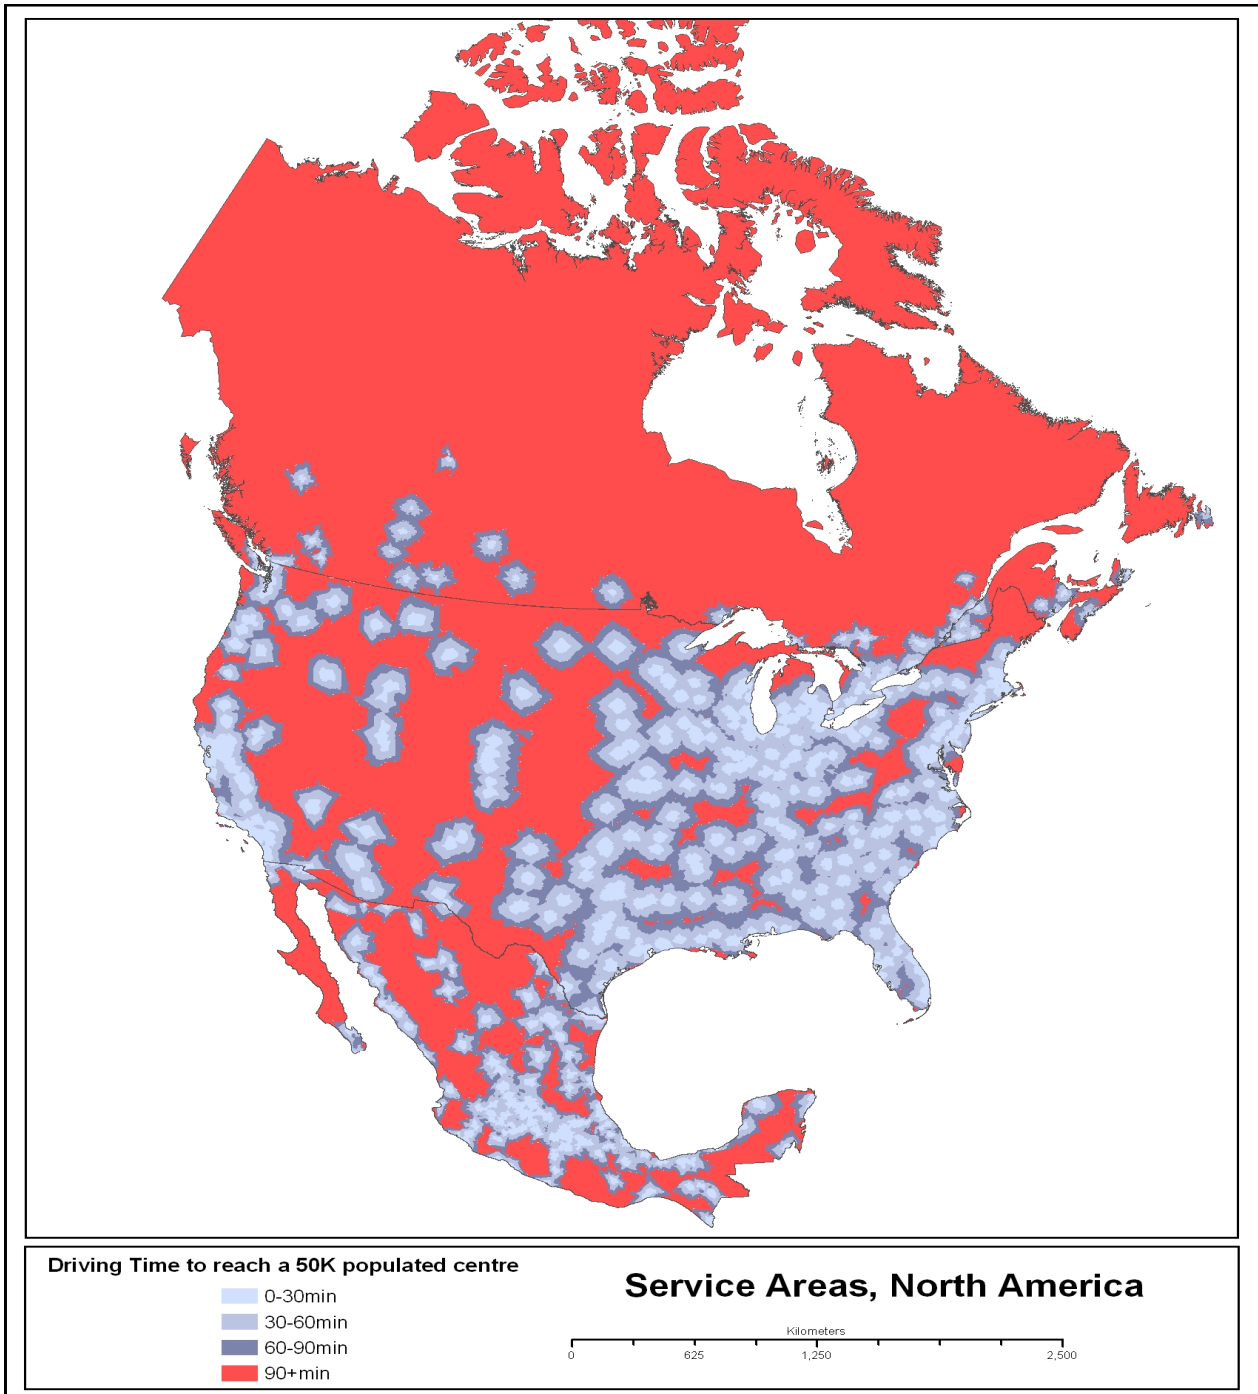 Driving Time to reach a 50K populated centre
0-30min
30-60min
60-90min
90+min
Service Areas, North America
Kilometers
0 625 1,250 2,500